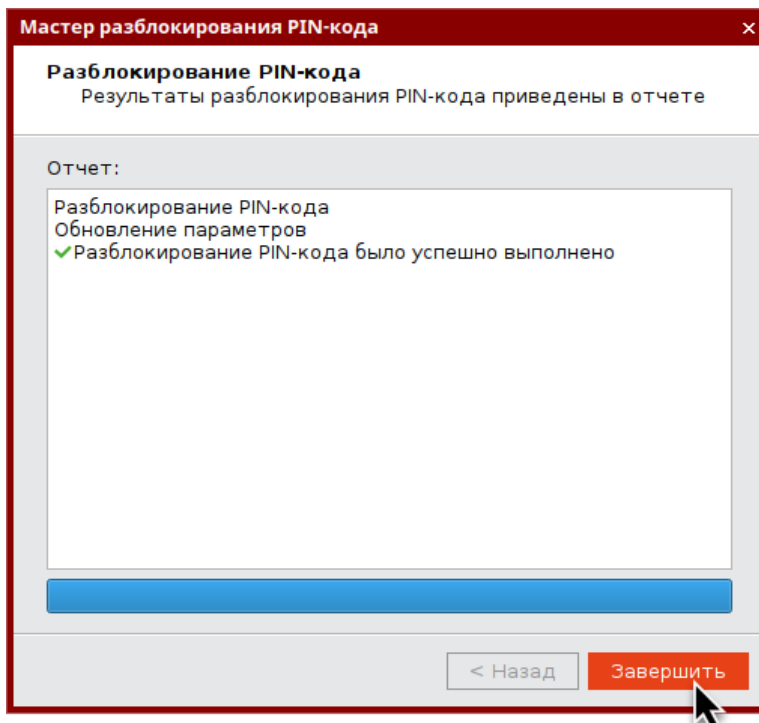 Мастер разблокирования PIN-кода
Разблокирование PIN-кода
Результаты разблокирования PIN-кода приведены в отчете
Отчет:
Разблокирование PIN-кода
Обновление параметров
Разблокирование PIN-кода было успешно выполнено
< Назад
Завершить